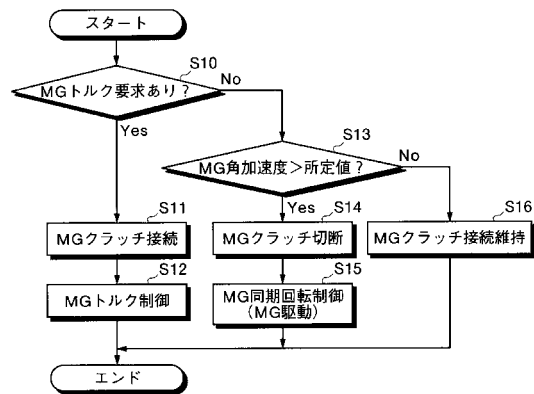 スタート
S10
MGトルク要求あり?
No
Yes
S13
MG角加速度>所定値?
No
Yes
S11
MGクラッチ接続
S14
MGクラッチ切断
S16
MGクラッチ接続維持
S12
MGトルク制御
S15
MG同期回転制御
(MG駆動)
エンド